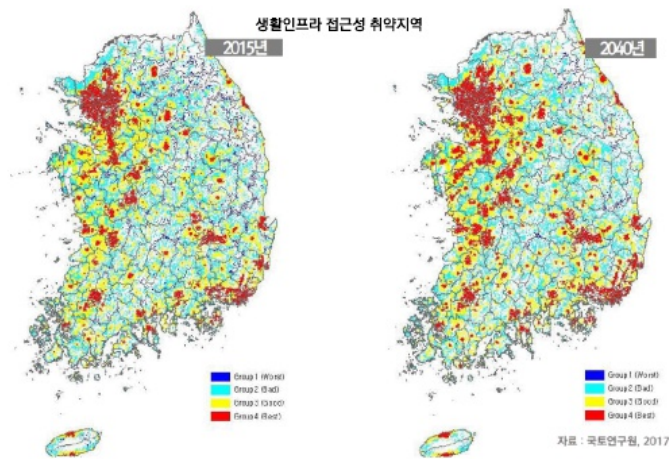 생활인프라 접근성 취약지역
2015년
2040년
Group 1 (Worst)
Group 2 (Bad)
Group 3 (Good)
Group 4 (Best)
Group 1 (Worst)
Group 2 (Bad)
Group 3 (Good)
Group 4 (Best)
자료 : 국토연구원, 2017